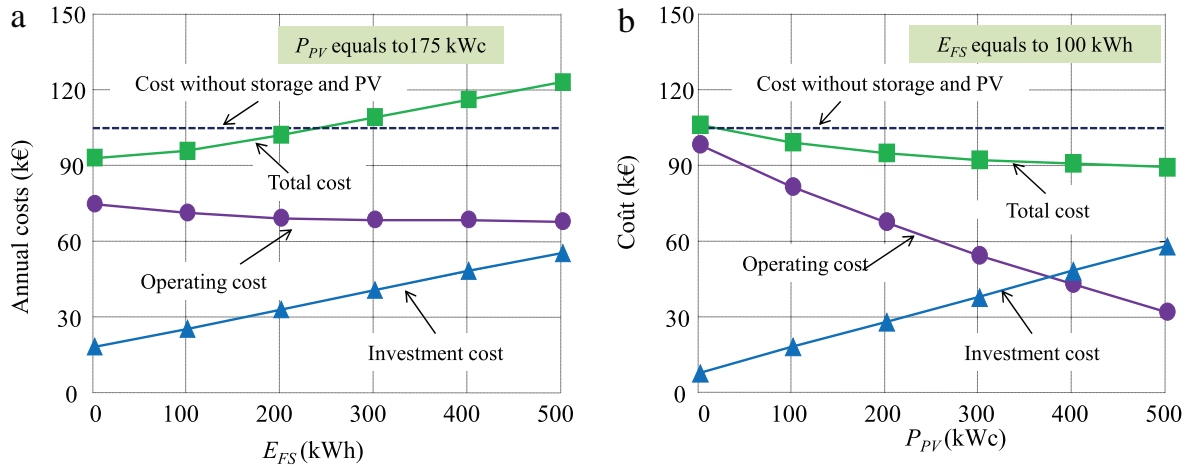 a
150
120
90
60
30
0
Annual costs (k€)
P_PV equals to175 kWc
Cost without storage and PV
Total cost
Operating cost
Investment cost
0 100 200 300 400 500
E_FS (kWh)
b
150
120
90
60
30
0
Coût (k€)
E_FS equals to 100 kWh
Cost without storage and PV
Total cost
Operating cost
Investment cost
0 100 200 300 400 500
P_PV (kWc)